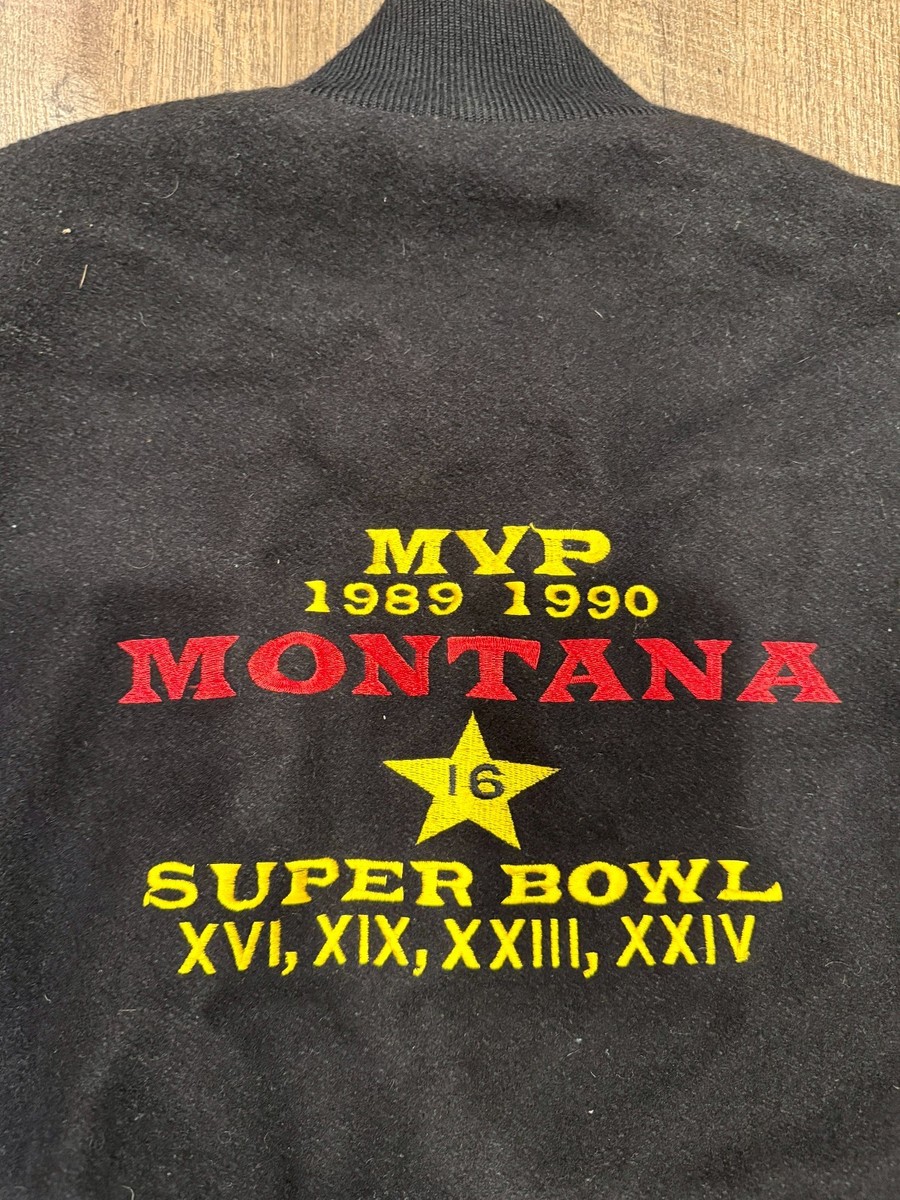 MVP
1989 1990
MONTANA
16
SUPER BOWL
XVI, XIX, XXIII, XXIV